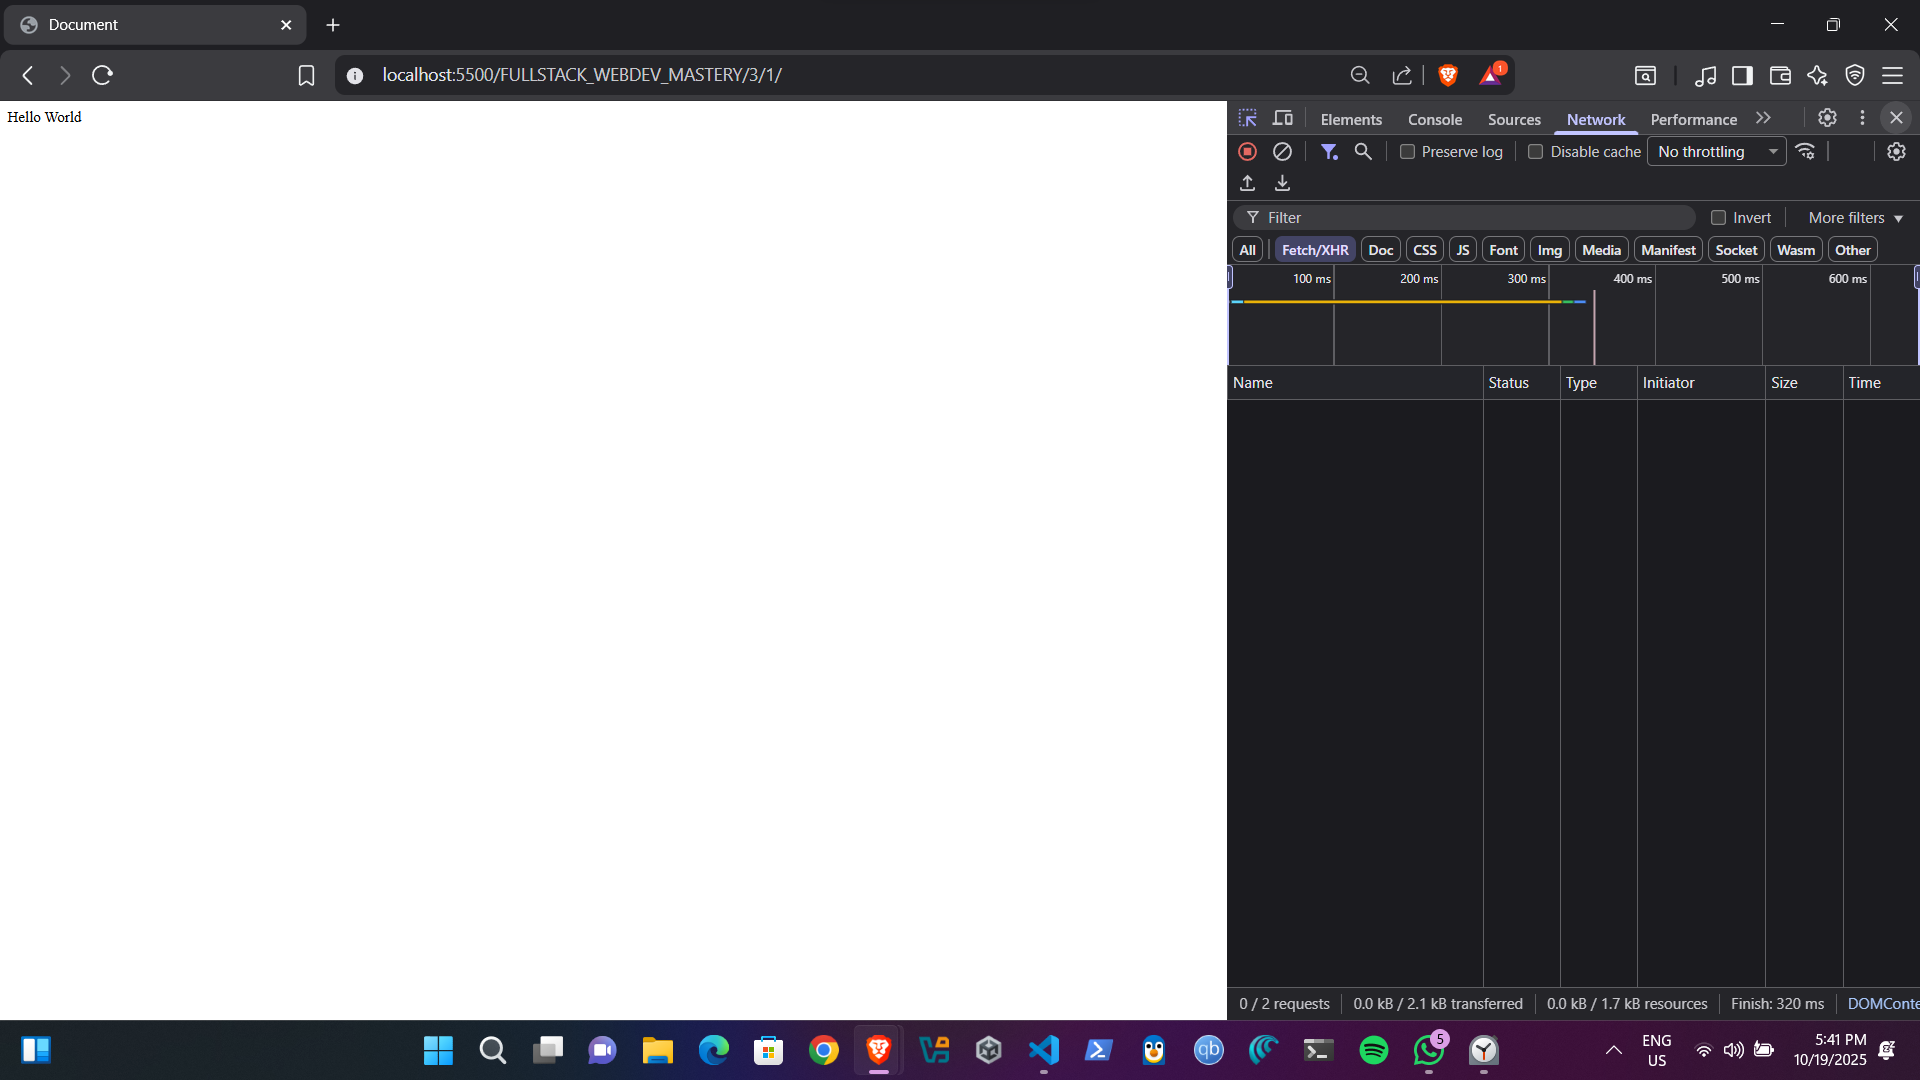 Document
localhost:5500/FULLSTACK_WEBDEV_MASTERY/3/1/
1
Hello World
Elements Console Sources Network Performance
Preserve log Disable cache No throttling
Filter Invert More filters
All Fetch/XHR Doc CSS JS Font Img Media Manifest Socket Wasm Other
100 ms 200 ms 300 ms 400 ms 500 ms 600 ms
Name Status Type Initiator Size Time
0 / 2 requests 0.0 kB / 2.1 kB transferred 0.0 kB / 1.7 kB resources Finish: 320 ms DOMConte
qb
5
ENG
US
5:41 PM
10/19/2025